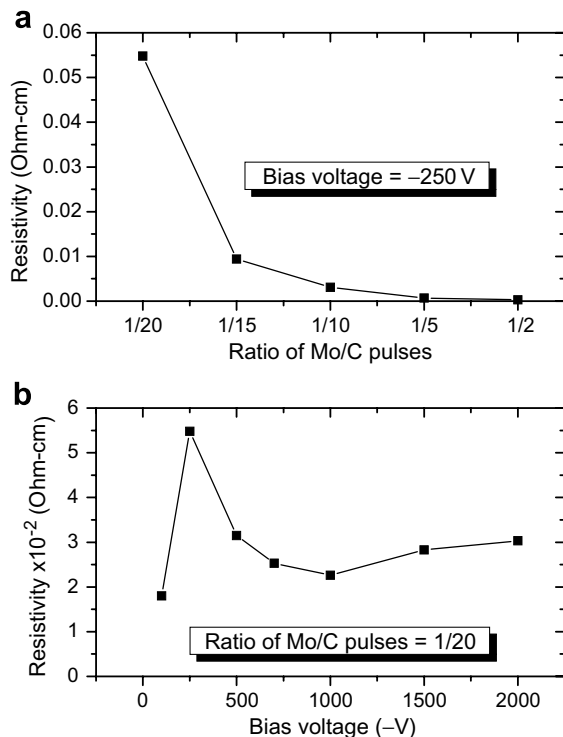 a
0.06
0.05
0.04
0.03
0.02
0.01
0.00
Resistivity (Ohm-cm)
Bias voltage = –250 V
1/20 1/15 1/10 1/5 1/2
Ratio of Mo/C pulses
b
6
5
4
3
2
1
0
Resistivity x10⁻² (Ohm-cm)
Ratio of Mo/C pulses = 1/20
0 500 1000 1500 2000
Bias voltage (–V)